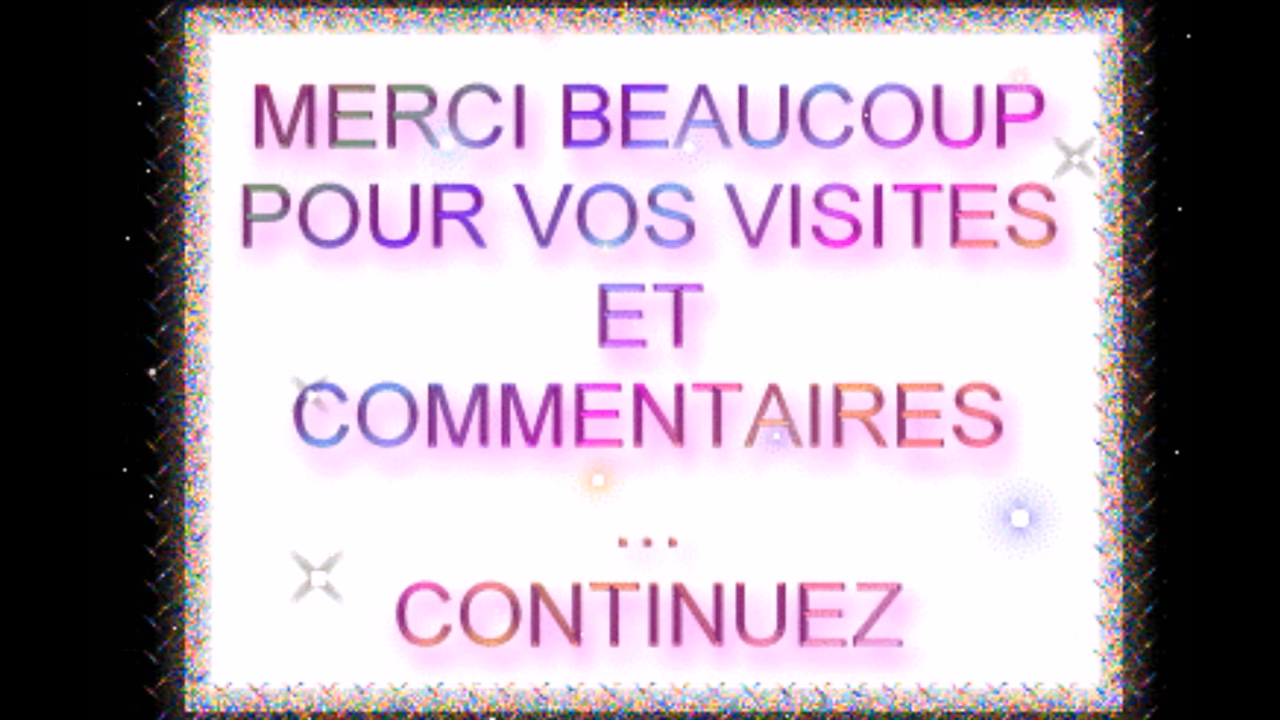 MERCI BEAUCOUP
POUR VOS VISITES
ET
COMMENTAIRES
...
CONTINUEZ